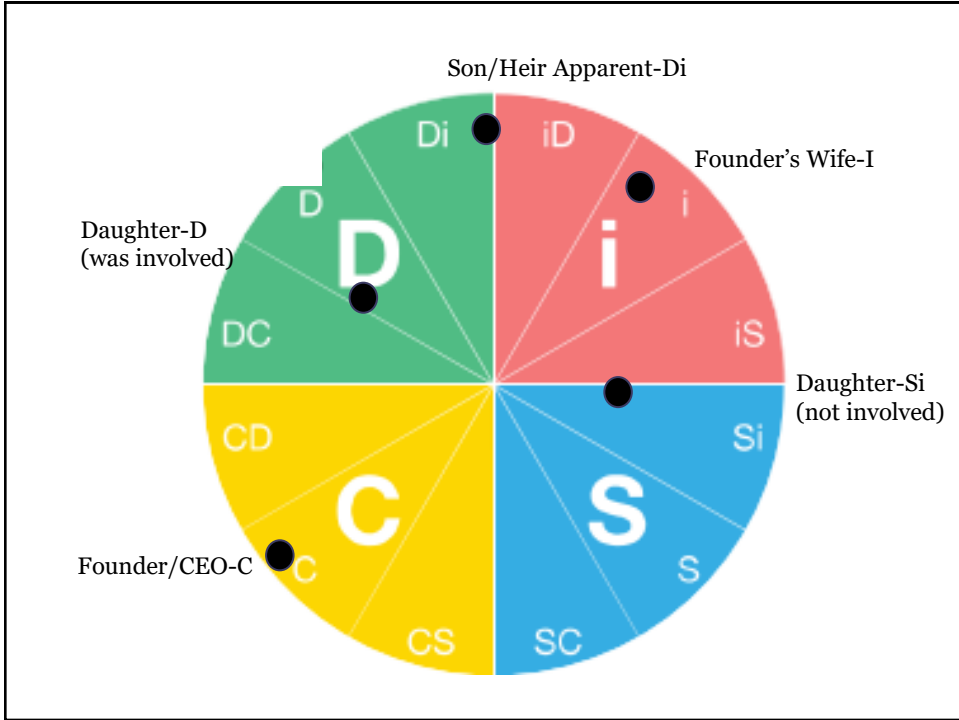 Son/Heir Apparent-Di
Di
iD
Founder’s Wife-I
D
i
Daughter-D
(was involved)
D
i
DC
iS
Daughter-Si
(not involved)
CD
Si
C
S
Founder/CEO-C
C
S
CS
SC